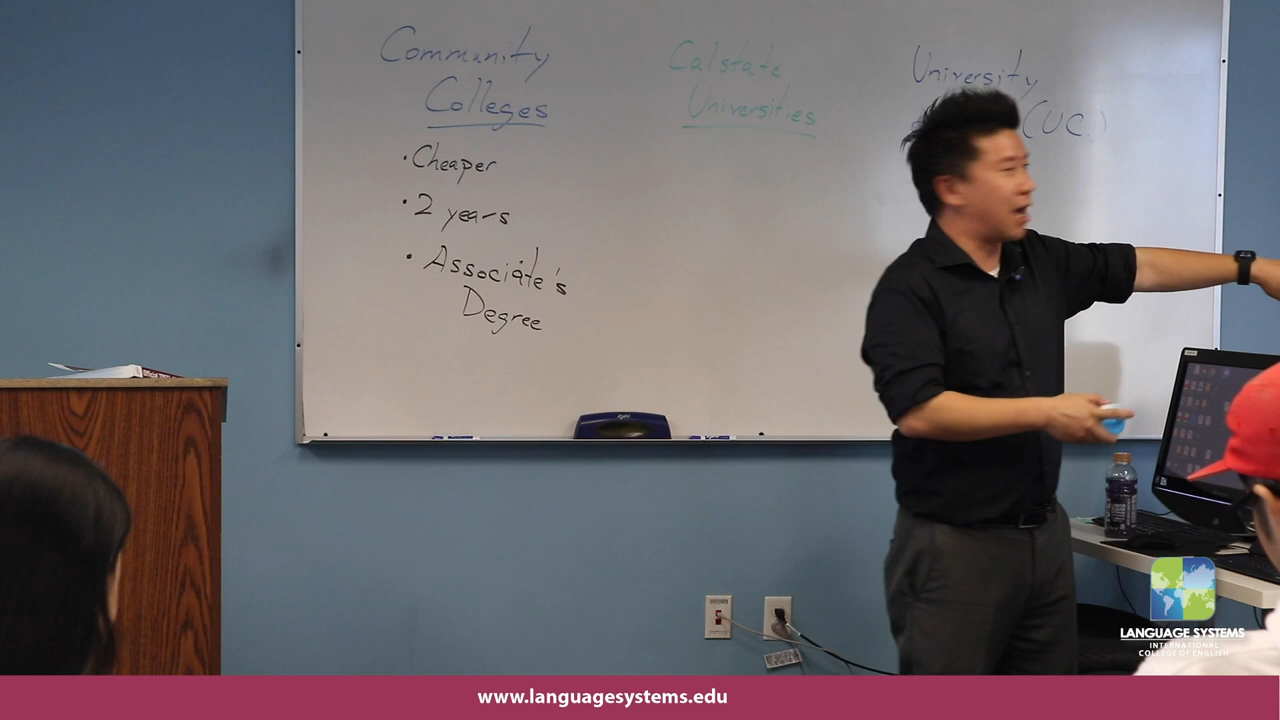 Community
Colleges
• Cheaper
• 2 years
• Associate's
Degree
Calstate
Universities
University
(UC.)
EXPO
LANGUAGE SYSTEMS
INTERNATIONAL
COLLEGE OF ENGLISH
www.languagesystems.edu